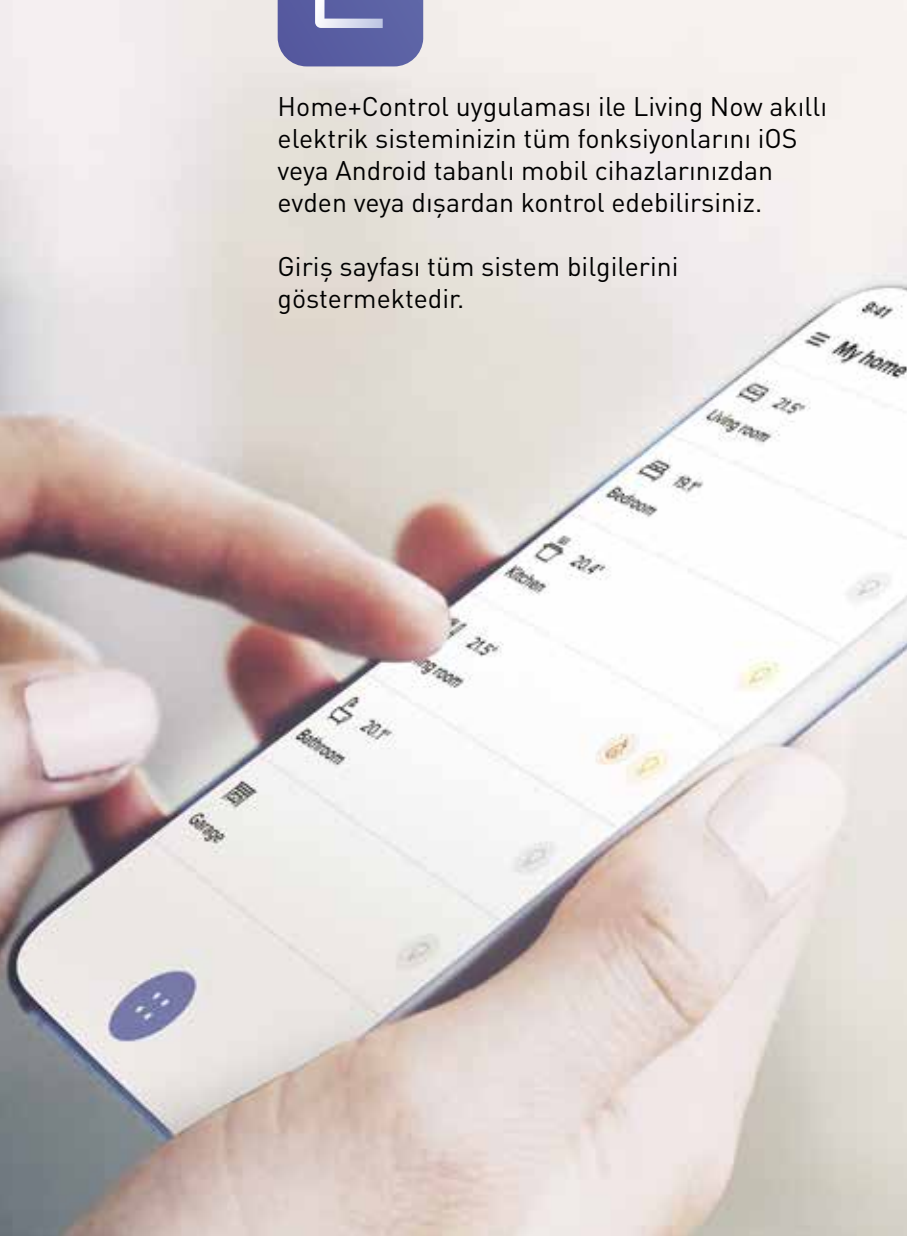 Home+Control uygulaması ile Living Now akıllı
elektrik sisteminizin tüm fonksiyonlarını iOS
veya Android tabanlı mobil cihazlarınızdan
evden veya dışardan kontrol edebilirsiniz.
Giriş sayfası tüm sistem bilgilerini
göstermektedir.
9:41
My home
21.5°
Living room
19.1°
Bedroom
20.4°
Kitchen
21.5°
room
20.1°
Bathroom
Garage